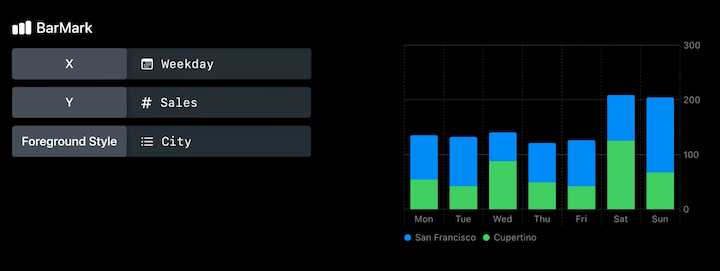 BarMark
X Weekday
Y # Sales
Foreground Style City
300
200
100
0
Mon Tue Wed Thu Fri Sat Sun
San Francisco Cupertino